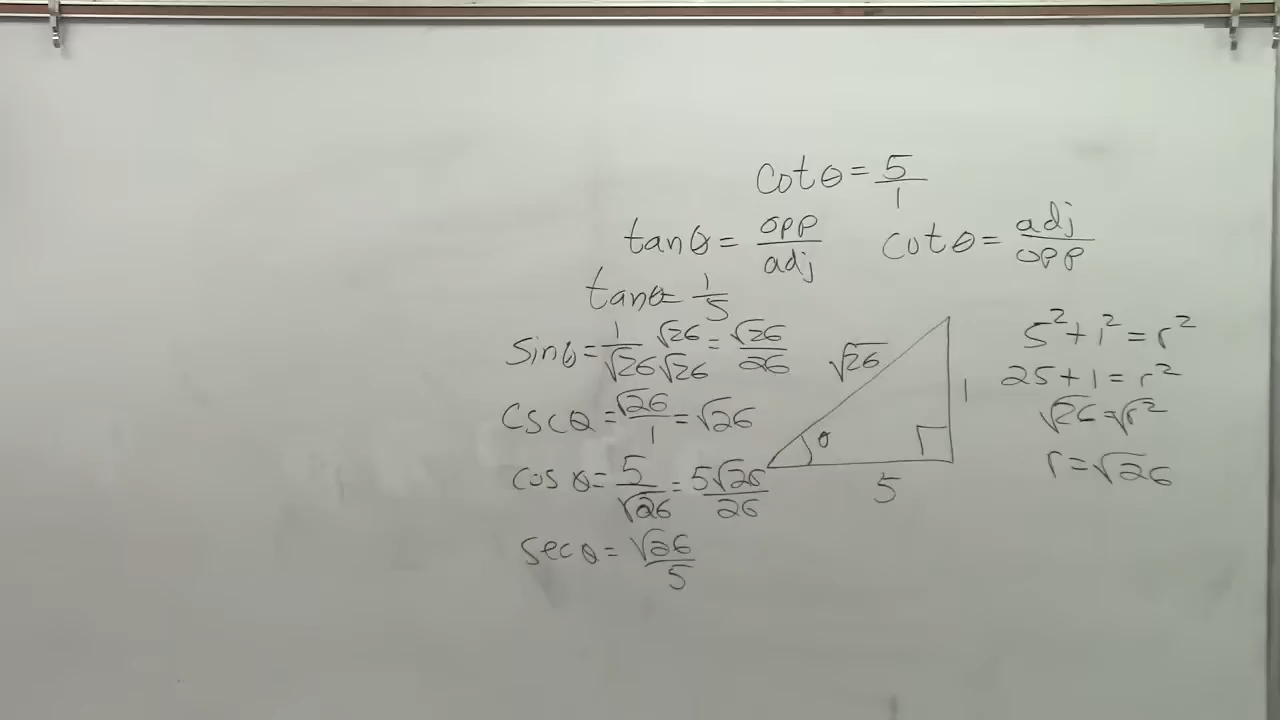 cot θ = 5/1
tan θ = opp/adj cot θ = adj/opp
tan θ = 1/5
sin θ = 1/√26 √26/√26 = √26/26
csc θ = √26/1 = √26
cos θ = 5/√26 = 5√26/26
sec θ = √26/5
√26
θ
1
5
5² + 1² = r²
25 + 1 = r²
√26 = √r²
r = √26